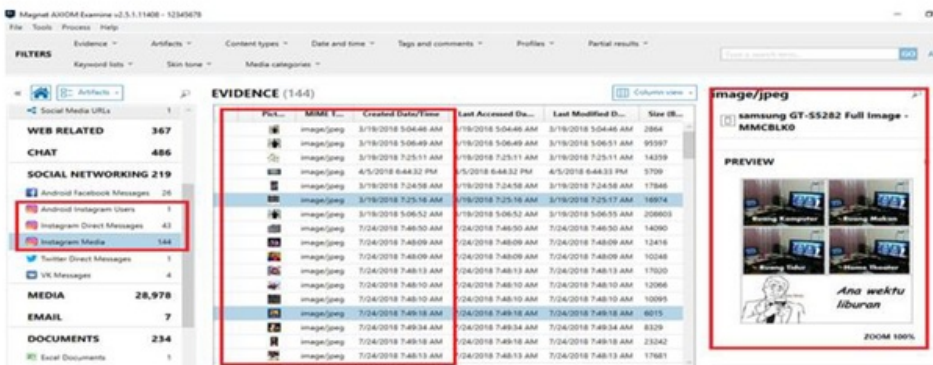 Magnet AXIOM Examine v2.5.1.11408 - 12345678
File Tools Process Help
FILTERS
Evidence Artifacts Content types Date and time Tags and comments Profiles Partial results
Keyword lists Skin tone Media categories
GO
Artifacts
EVIDENCE (144)
Column view
Social Media URLs 1
WEB RELATED 367
CHAT 486
SOCIAL NETWORKING 219
Android Facebook Messages 26
Android Instagram Users 1
Instagram Direct Messages 43
Instagram Media 144
Twitter Direct Messages 1
VK Messages 4
MEDIA 28,978
EMAIL 7
DOCUMENTS 234
Excel Documents 1
Pict... MIME T... Created Date/Time Last Accessed Da... Last Modified D... Size (B...
image/jpeg 3/19/2018 5:04:46 AM 3/19/2018 5:04:46 AM 3/19/2018 5:04:46 AM 2864
image/jpeg 3/19/2018 5:06:49 AM 3/19/2018 5:06:49 AM 3/19/2018 5:06:51 AM 95597
image/jpeg 3/19/2018 7:25:11 AM 3/19/2018 7:25:11 AM 3/19/2018 7:25:11 AM 14359
image/jpeg 4/5/2018 6:44:32 PM 4/5/2018 6:44:32 PM 4/5/2018 6:44:33 PM 5709
image/jpeg 3/19/2018 7:24:58 AM 3/19/2018 7:24:58 AM 3/19/2018 7:24:58 AM 17846
image/jpeg 3/19/2018 7:25:16 AM 3/19/2018 7:25:16 AM 3/19/2018 7:25:17 AM 16974
image/jpeg 3/19/2018 5:06:52 AM 3/19/2018 5:06:52 AM 3/19/2018 5:06:55 AM 208603
image/jpeg 7/24/2018 7:46:50 AM 7/24/2018 7:46:50 AM 7/24/2018 7:46:50 AM 14090
image/jpeg 7/24/2018 7:48:09 AM 7/24/2018 7:48:09 AM 7/24/2018 7:48:09 AM 12416
image/jpeg 7/24/2018 7:48:09 AM 7/24/2018 7:48:09 AM 7/24/2018 7:48:09 AM 10248
image/jpeg 7/24/2018 7:48:13 AM 7/24/2018 7:48:13 AM 7/24/2018 7:48:13 AM 17020
image/jpeg 7/24/2018 7:48:10 AM 7/24/2018 7:48:10 AM 7/24/2018 7:48:10 AM 12066
image/jpeg 7/24/2018 7:48:10 AM 7/24/2018 7:48:10 AM 7/24/2018 7:48:10 AM 10095
image/jpeg 7/24/2018 7:49:18 AM 7/24/2018 7:49:18 AM 7/24/2018 7:49:18 AM 6015
image/jpeg 7/24/2018 7:49:34 AM 7/24/2018 7:49:34 AM 7/24/2018 7:49:34 AM 8329
image/jpeg 7/24/2018 7:49:18 AM 7/24/2018 7:49:18 AM 7/24/2018 7:49:18 AM 23242
image/jpeg 7/24/2018 7:48:13 AM 7/24/2018 7:48:13 AM 7/24/2018 7:48:13 AM 17681
image/jpeg
samsung GT-S5282 Full Image -
MMCBLK0
PREVIEW
Ruang Komputer Ruang Makan
Ruang Tidur Home Theater
Ana wektu
liburan
ZOOM 100%